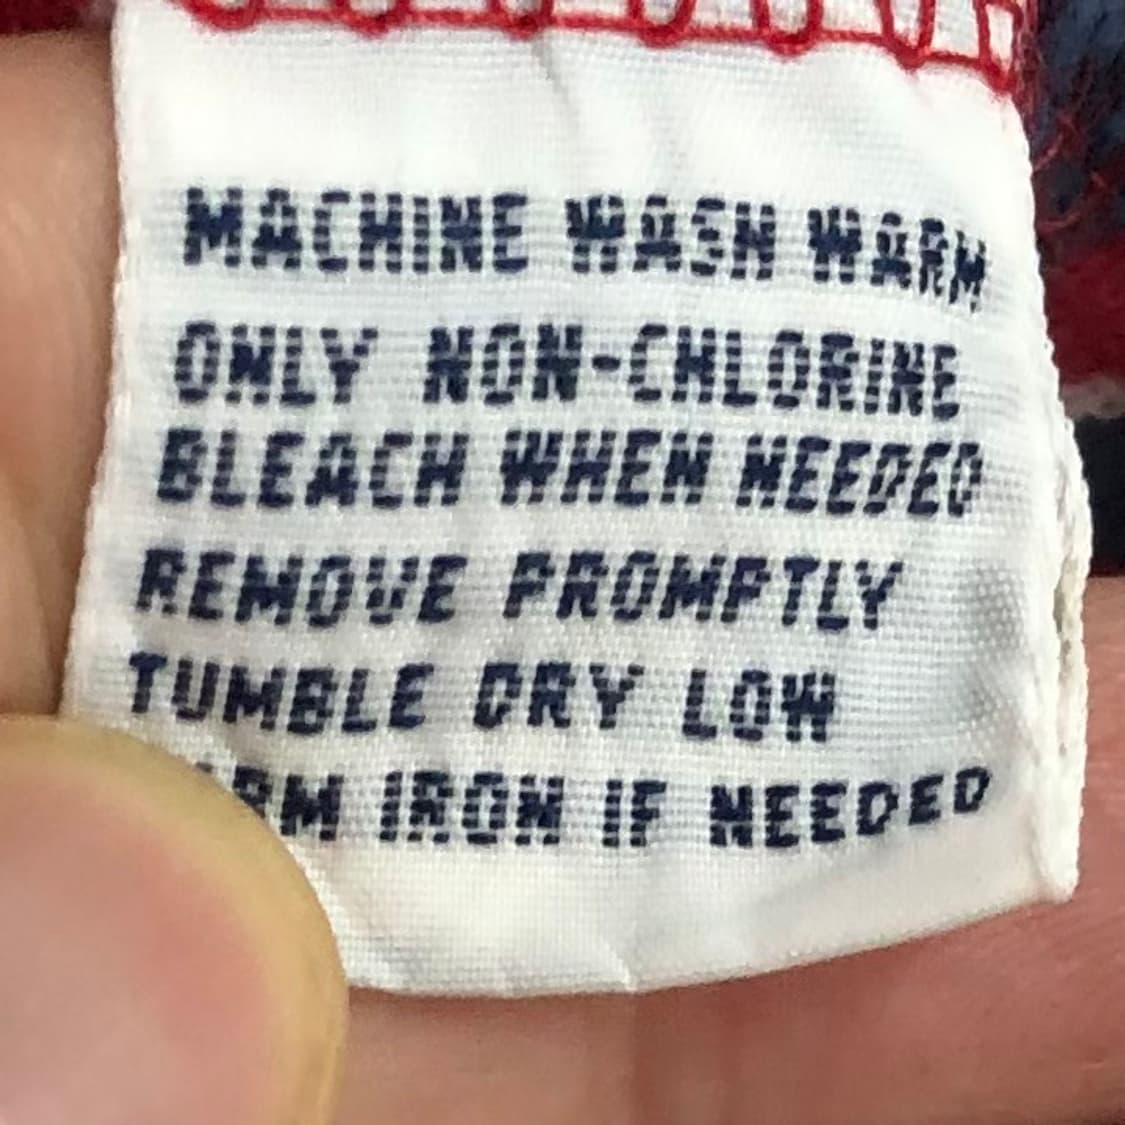 MACHINE WASH WARM
ONLY NON-CHLORINE
BLEACH WHEN NEEDED
REMOVE PROMPTLY
TUMBLE DRY LOW
IRON IF NEEDED